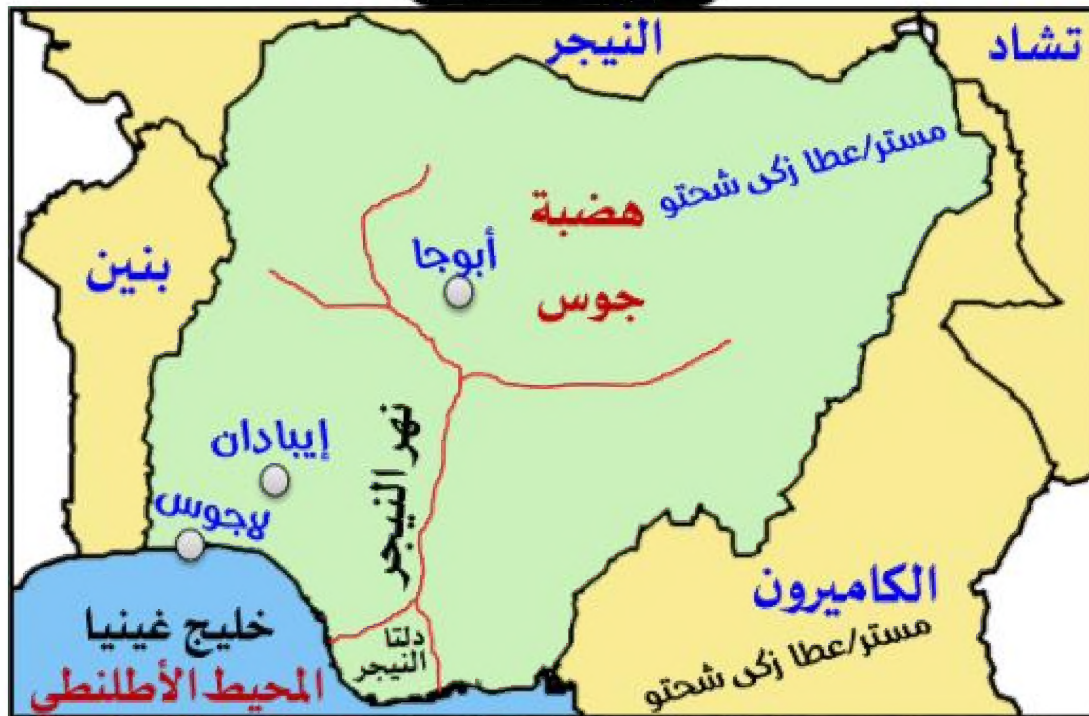 النيجر
تشاد
مستر/عطا زكى شحتو
هضبة
جوس
أبوجا
بنين
إيبادان
لاجوس
نهر النيجر
الكاميرون
مستر/عطا زكى شحتو
خليج غينيا
المحيط الأطلنطى
دلتا
النيجر